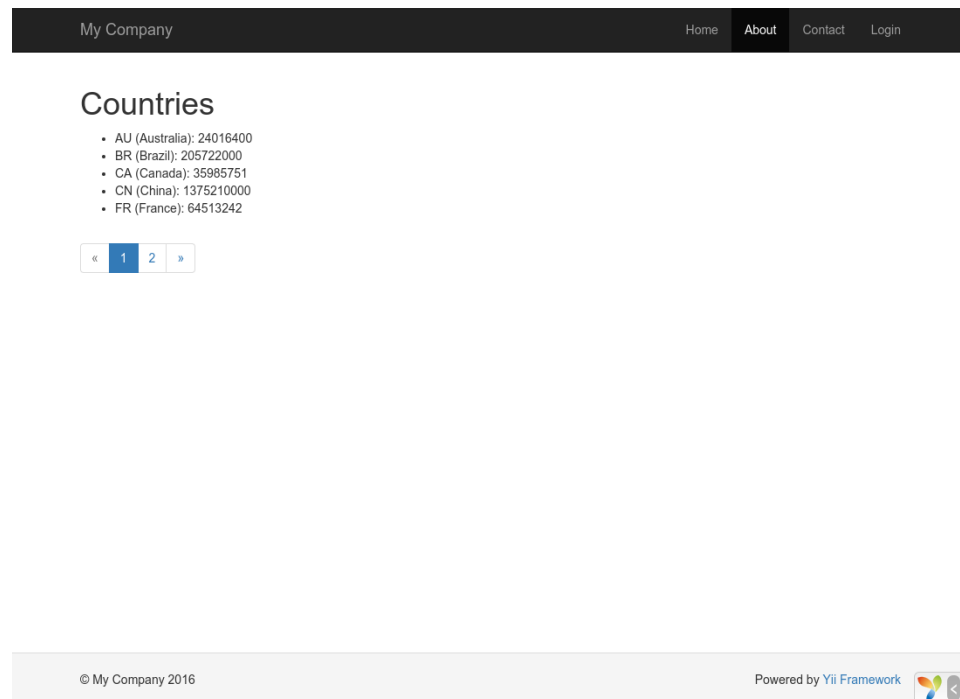 My Company Home About Contact Login
Countries
• AU (Australia): 24016400
• BR (Brazil): 205722000
• CA (Canada): 35985751
• CN (China): 1375210000
• FR (France): 64513242
« 1 2 »
© My Company 2016 Powered by Yii Framework
<